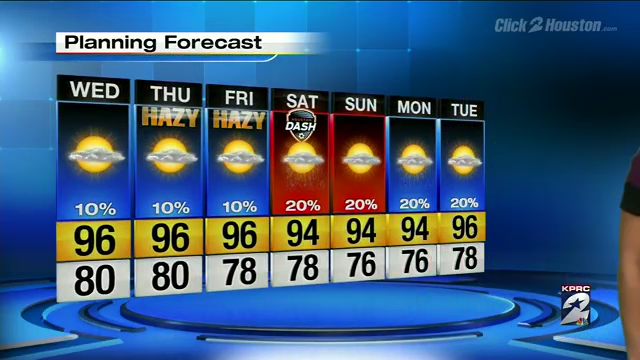 Click2Houston.com
Planning Forecast
WED THU FRI SAT SUN MON TUE
HAZY HAZY
DASH
10% 10% 10% 20% 20% 20% 20%
96 96 96 94 94 94 96
80 80 78 78 76 76 78
KPRC
2